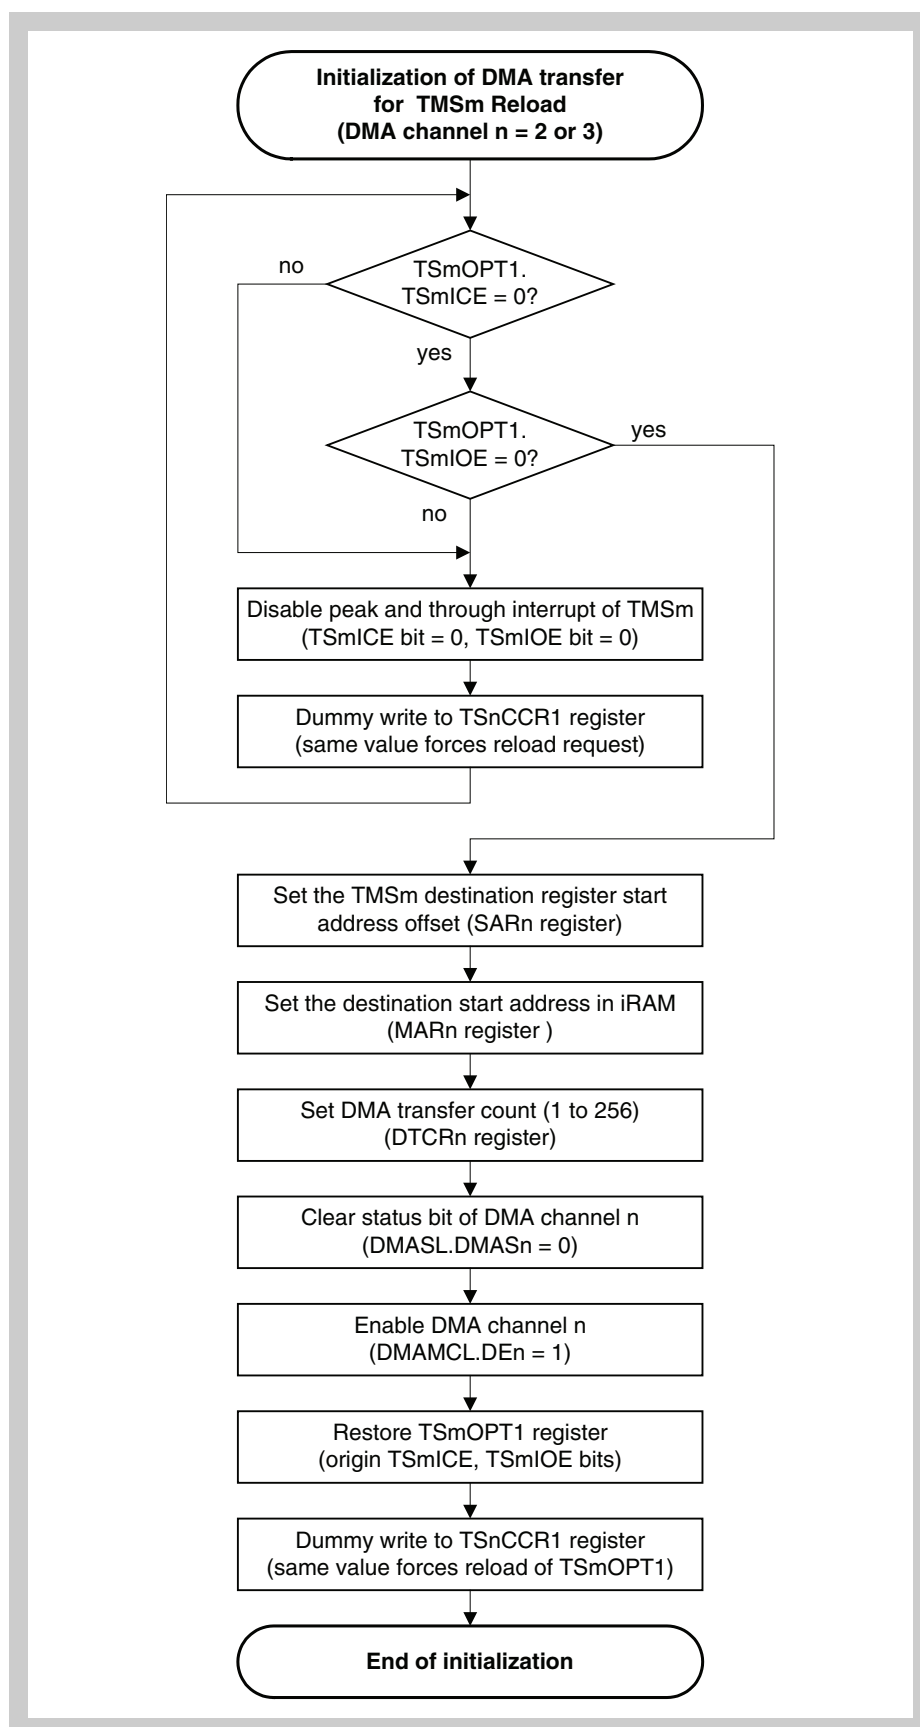 Initialization of DMA transfer
for TMSm Reload
(DMA channel n = 2 or 3)
no
TSmOPT1.
TSmICE = 0?
yes
TSmOPT1.
TSmIOE = 0?
yes
no
Disable peak and through interrupt of TMSm
(TSmICE bit = 0, TSmIOE bit = 0)
Dummy write to TSnCCR1 register
(same value forces reload request)
Set the TMSm destination register start
address offset (SARn register)
Set the destination start address in iRAM
(MARn register )
Set DMA transfer count (1 to 256)
(DTCRn register)
Clear status bit of DMA channel n
(DMASL.DMASn = 0)
Enable DMA channel n
(DMAMCL.DEn = 1)
Restore TSmOPT1 register
(origin TSmICE, TSmIOE bits)
Dummy write to TSnCCR1 register
(same value forces reload of TSmOPT1)
End of initialization